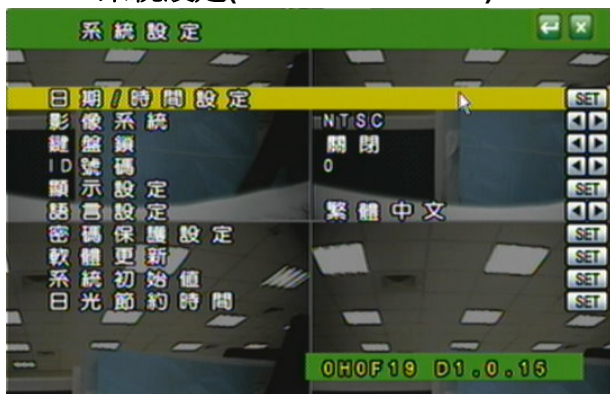 系統設定
日期/時間設定 SET
影像系統 NTSC
鍵盤鎖 關閉
ID號碼 0
顯示設定 SET
語言設定 繁體中文
密碼保護設定 SET
軟體更新 SET
系統初始值 SET
日光節約時間 SET
0H0F19 D1.0.15